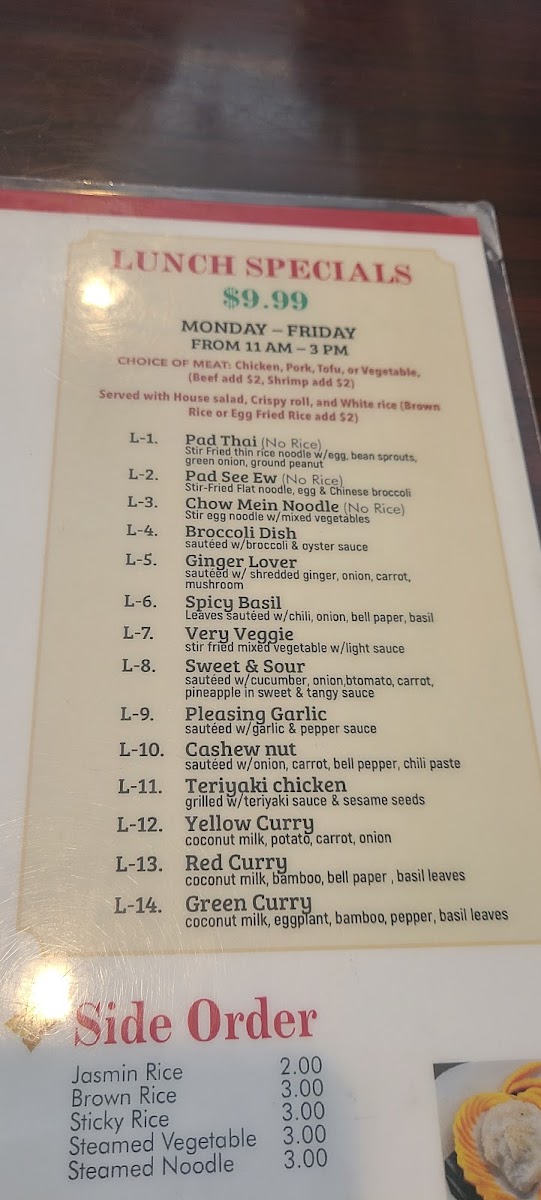 LUNCH SPECIALS
$9.99
MONDAY – FRIDAY
FROM 11 AM – 3 PM
CHOICE OF MEAT: Chicken, Pork, Tofu, or Vegetable,
(Beef add $2, Shrimp add $2)
Served with House salad, Crispy roll, and White rice (Brown
Rice or Egg Fried Rice add $2)
L-1. Pad Thai (No Rice)
Stir Fried thin rice noodle w/egg, bean sprouts,
green onion, ground peanut
L-2. Pad See Ew (No Rice)
Stir-Fried Flat noodle, egg & Chinese broccoli
L-3. Chow Mein Noodle (No Rice)
Stir egg noodle w/mixed vegetables
L-4. Broccoli Dish
sautéed w/broccoli & oyster sauce
L-5. Ginger Lover
sautéed w/ shredded ginger, onion, carrot,
mushroom
L-6. Spicy Basil
Leaves sautéed w/chili, onion, bell paper, basil
L-7. Very Veggie
stir fried mixed vegetable w/light sauce
L-8. Sweet & Sour
sautéed w/cucumber, onion,btomato, carrot,
pineapple in sweet & tangy sauce
L-9. Pleasing Garlic
sautéed w/garlic & pepper sauce
L-10. Cashew nut
sautéed w/onion, carrot, bell pepper, chili paste
L-11. Teriyaki chicken
grilled w/teriyaki sauce & sesame seeds
L-12. Yellow Curry
coconut milk, potato, carrot, onion
L-13. Red Curry
coconut milk, bamboo, bell paper , basil leaves
L-14. Green Curry
coconut milk, eggplant, bamboo, pepper, basil leaves
Side Order
Jasmin Rice 2.00
Brown Rice 3.00
Sticky Rice 3.00
Steamed Vegetable 3.00
Steamed Noodle 3.00